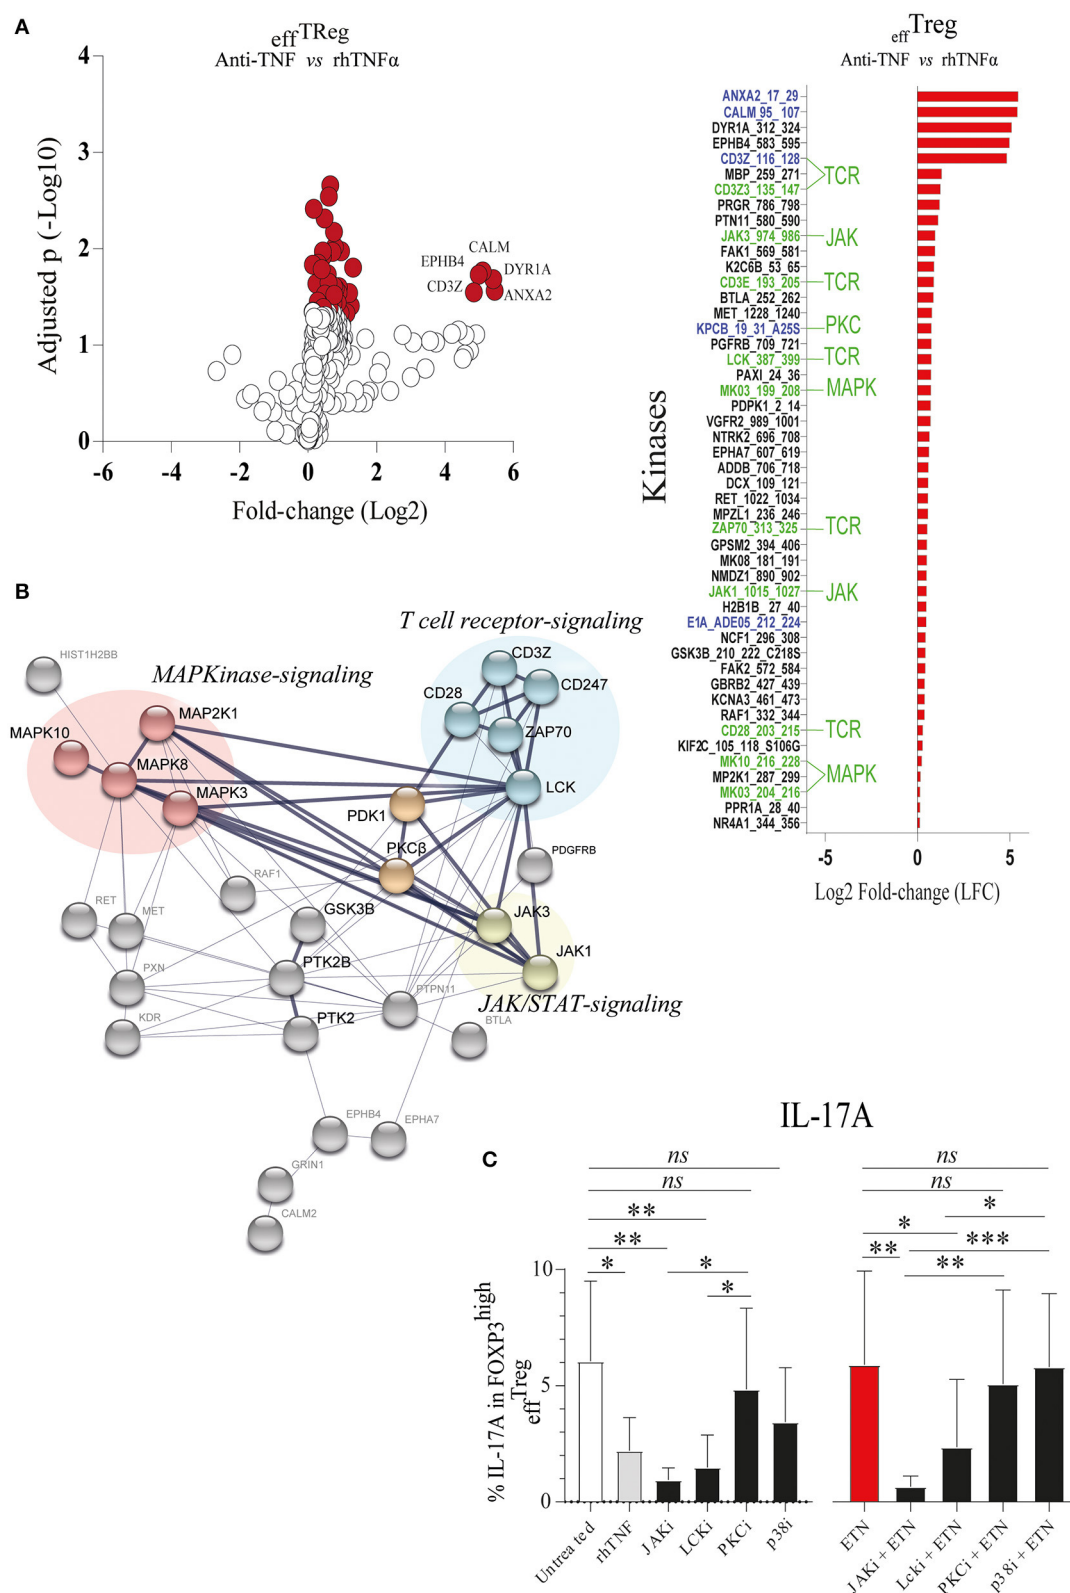 A
effTReg
Anti-TNF vs rhTNFα
Adjusted p (-Log10)
4
3
2
1
0
-6 -4 -2 0 2 4 6
Fold-change (Log2)
CALM
EPHB4
DYR1A
CD3Z
ANXA2
effTreg
Anti-TNF vs rhTNFα
Kinases
ANXA2_17_29
CALM_95_107
DYR1A_312_324
EPHB4_583_595
CD3Z_116_128
MBP_259_271
TCR
CD3Z3_135_147
PRGR_786_798
PTN11_580_590
JAK3_974_986 JAK
FAK1_569_581
K2C6B_53_65
CD3E_193_205 TCR
BTLA_252_262
MET_1228_1240
KPCB_19_31_A25S PKC
PGFRB_709_721
LCK_387_399 TCR
PAXI_24_36
MK03_199_208 MAPK
PDPK1_2_14
VGFR2_989_1001
NTRK2_696_708
EPHA7_607_619
ADDB_706_718
DCX_109_121
RET_1022_1034
MPZL1_236_246
ZAP70_313_325 TCR
GPSM2_394_406
MK08_181_191
NMDZ1_890_902
JAK1_1015_1027 JAK
H2B1B_27_40
E1A_ADE05_212_224
NCF1_296_308
GSK3B_210_222_C218S
FAK2_572_584
GBRB2_427_439
KCNA3_461_473
RAF1_332_344
CD28_203_215 TCR
KIF2C_105_118_S106G
MK10_216_228
MP2K1_287_299 MAPK
MK03_204_216
PPR1A_28_40
NR4A1_344_356
-5 0 5
Log2 Fold-change (LFC)
B
T cell receptor-signaling
MAPKinase-signaling
HIST1H2BB
CD3Z
CD247
CD28
MAP2K1
MAPK10
ZAP70
MAPK8
LCK
MAPK3
PDK1
PKCβ
PDGFRB
RAF1
RET
MET
GSK3B
JAK3
JAK1
PXN
PTK2B
PTPN11
JAK/STAT-signaling
KDR
PTK2
BTLA
EPHB4
EPHA7
GRIN1
CALM2
IL-17A
C
ns
ns
**
**
*
*
*
ns
ns
*
*
***
**
**
% IL-17A in FOXP3high
effTreg
10
5
0
Untreated
rhTNF
JAKi
LCKi
PKCi
p38i
ETN
JAKi + ETN
Lcki + ETN
PKCi + ETN
p38i + ETN